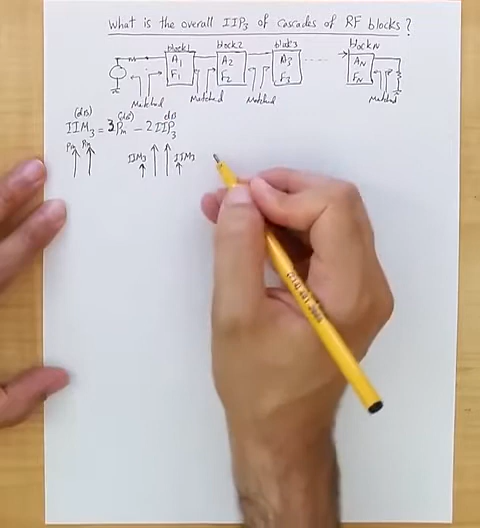 What is the overall IIP3 of cascades of RF blocks?
block1 block2 block3 blockN
A1 A2 A3 ...... AN
F1 F2 F3 FN
Matched Matched Matched Matched
(dB) (dB) dB
IIM3 = 3Pin - 2IIP3
Pin Pin IIM3 IIM3